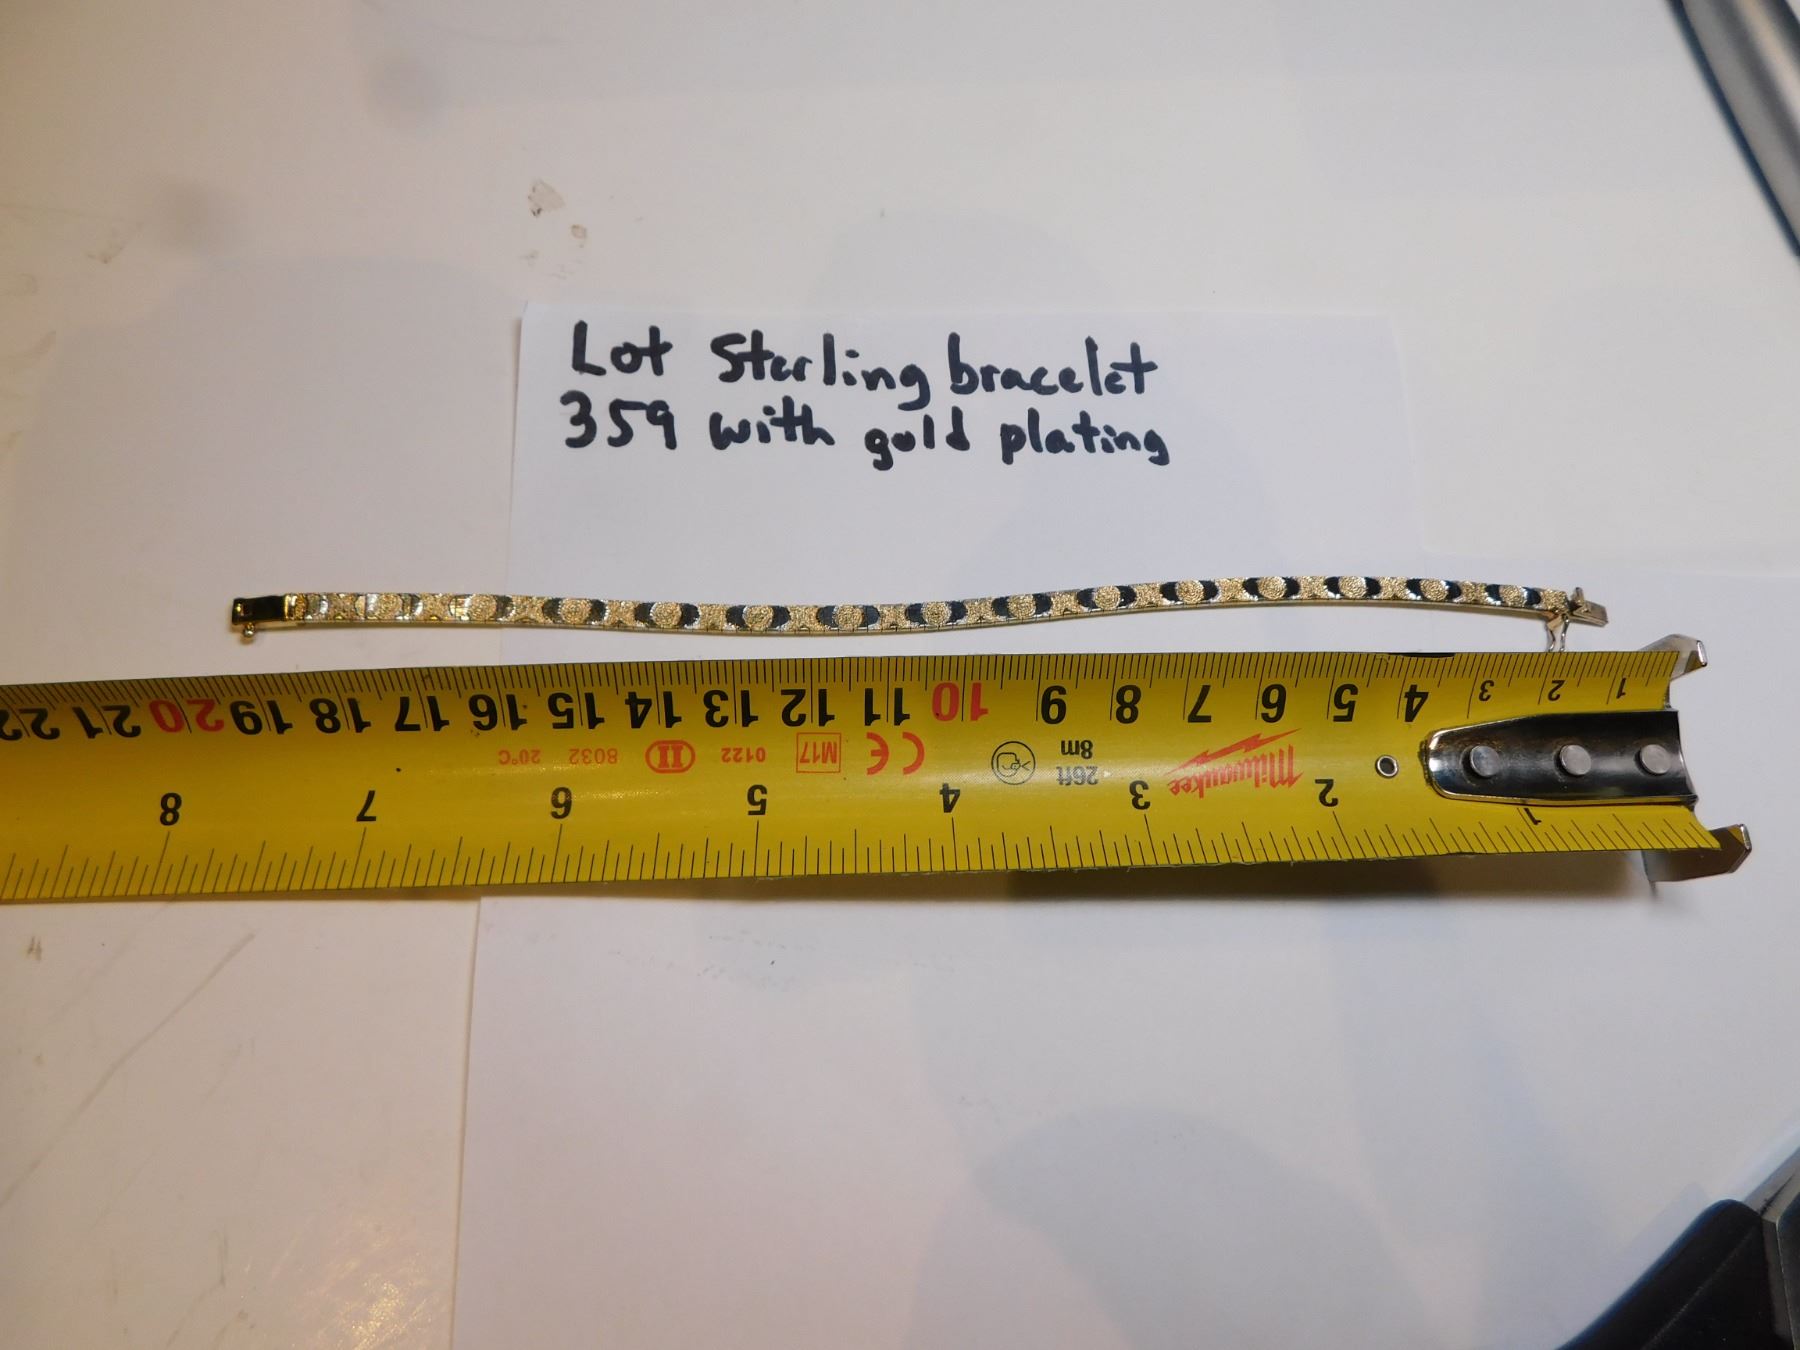 Lot Sterling bracelet
359 with gold plating
22 21 20 19 18 17 16 15 14 13 12 11 10 9 8 7 6 5 4 3 2 1
20°C 8032 II 0122 M17 CE 8m
26ft Milwaukee
8 7 6 5 4 3 2 1